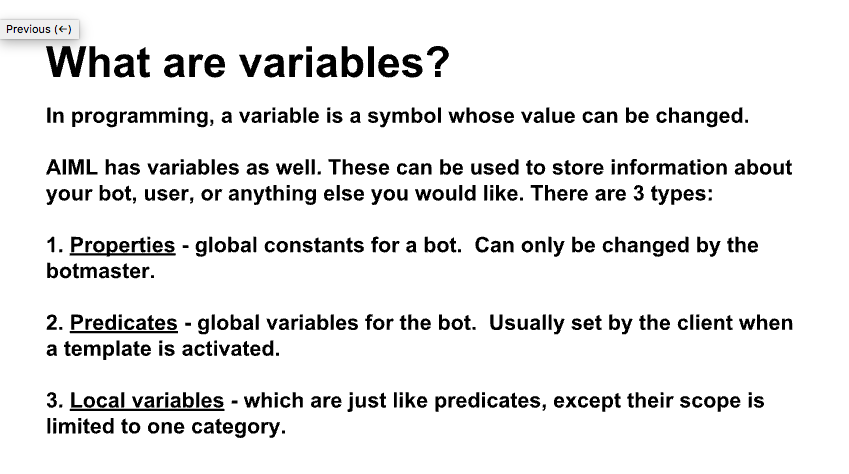 Previous (←)
What are variables?
In programming, a variable is a symbol whose value can be changed.
AIML has variables as well. These can be used to store information about
your bot, user, or anything else you would like. There are 3 types:
1. Properties - global constants for a bot.  Can only be changed by the
botmaster.
2. Predicates - global variables for the bot.  Usually set by the client when
a template is activated.
3. Local variables - which are just like predicates, except their scope is
limited to one category.